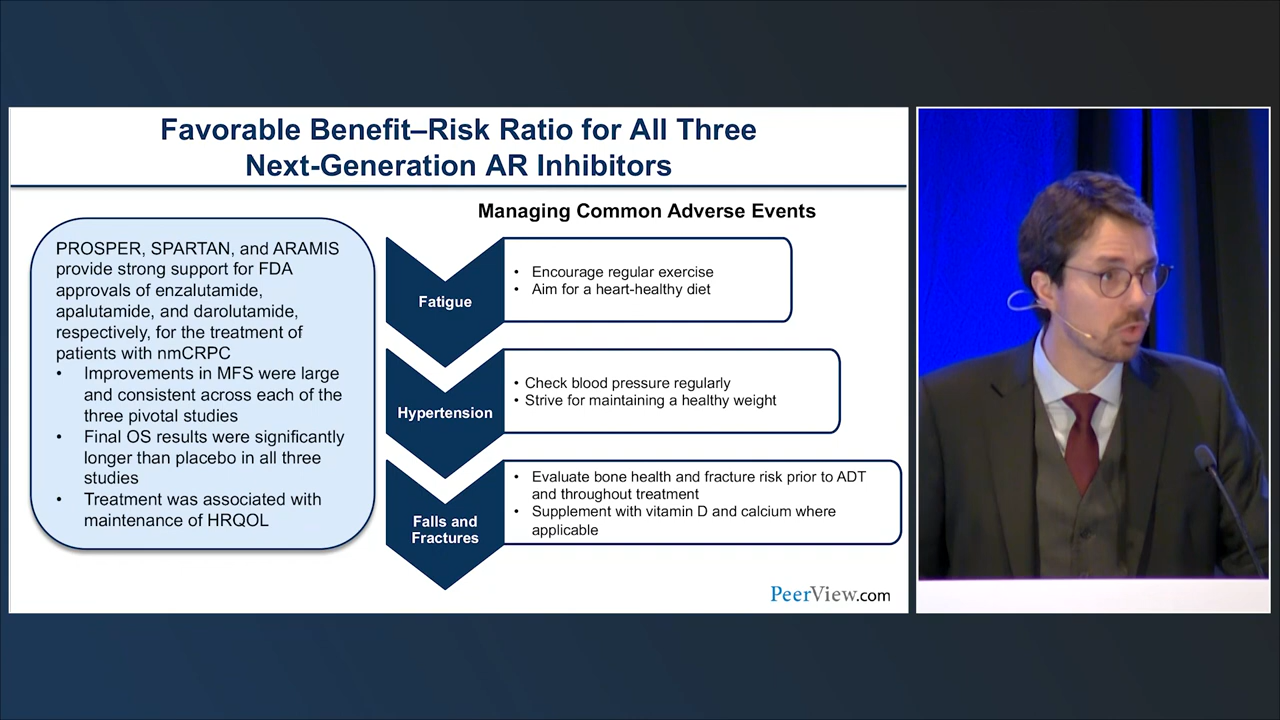 Favorable Benefit–Risk Ratio for All Three
Next-Generation AR Inhibitors
PROSPER, SPARTAN, and ARAMIS
provide strong support for FDA
approvals of enzalutamide,
apalutamide, and darolutamide,
respectively, for the treatment of
patients with nmCRPC
• Improvements in MFS were large
and consistent across each of the
three pivotal studies
• Final OS results were significantly
longer than placebo in all three
studies
• Treatment was associated with
maintenance of HRQOL
Managing Common Adverse Events
Fatigue
• Encourage regular exercise
• Aim for a heart-healthy diet
Hypertension
• Check blood pressure regularly
• Strive for maintaining a healthy weight
Falls and
Fractures
• Evaluate bone health and fracture risk prior to ADT
and throughout treatment
• Supplement with vitamin D and calcium where
applicable
PeerView.com